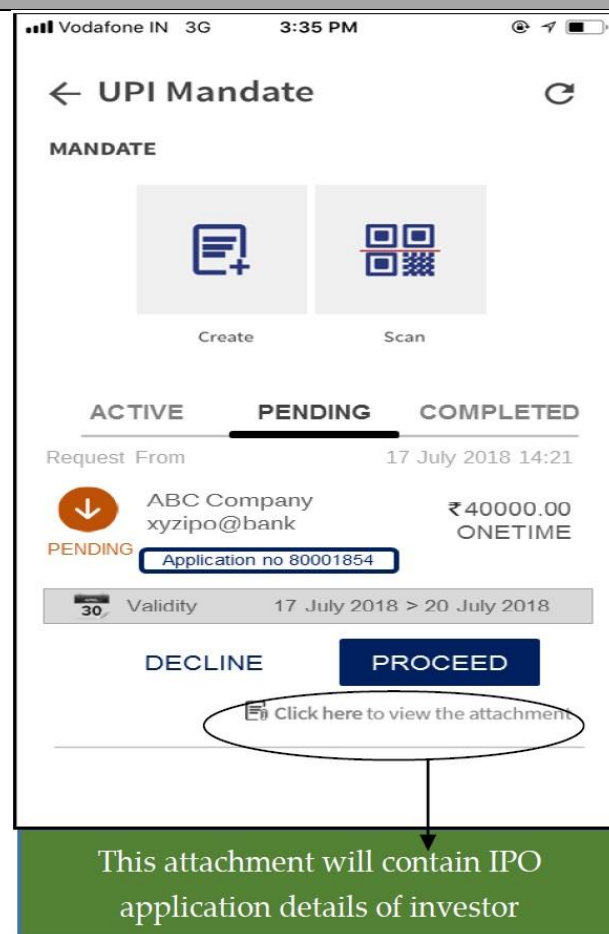 Vodafone IN 3G 3:35 PM
← UPI Mandate
MANDATE
Create Scan
ACTIVE PENDING COMPLETED
Request From 17 July 2018 14:21
ABC Company ₹40000.00
xyzipo@bank ONETIME
PENDING
Application no 80001854
30 Validity 17 July 2018 > 20 July 2018
DECLINE PROCEED
Click here to view the attachment
This attachment will contain IPO
application details of investor